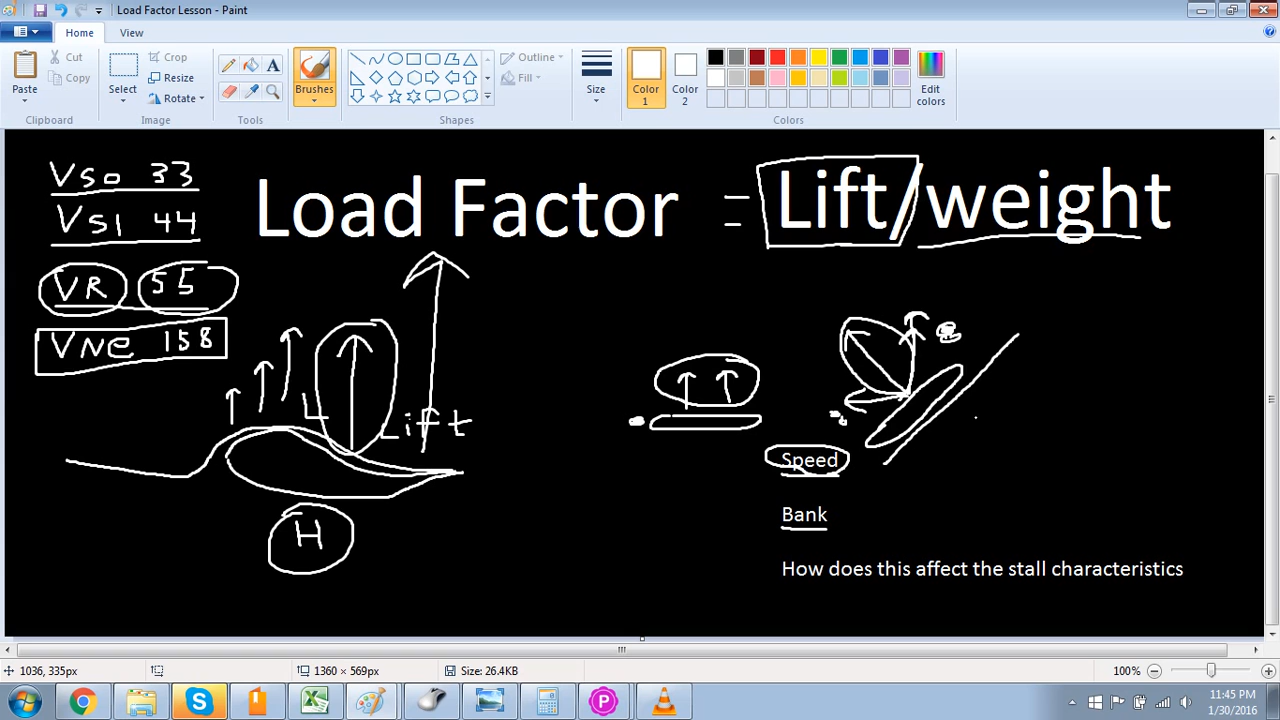 Load Factor Lesson - Paint
Home
View
Paste
Cut
Copy
Clipboard
Select
Crop
Resize
Rotate
Image
A
Tools
Brushes
Shapes
Outline
Fill
Size
Color 1
Color 2
Edit colors
Colors
Vso 33
Vs1 44
VR 55
VNe 158
Load Factor = Lift/weight
L
Lift
H
Speed
Bank
How does this affect the stall characteristics
1036, 335px
1360 × 569px
Size: 26.4KB
100%
S
P
11:45 PM
1/30/2016